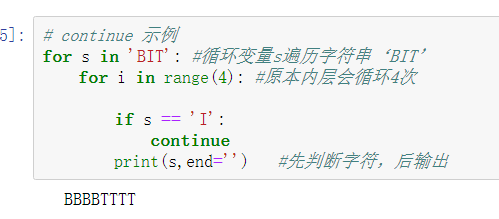 5]: # continue 示例
for s in 'BIT': #循环变量s遍历字符串‘BIT’
    for i in range(4): #原本内层会循环4次
        if s == 'I':
            continue
        print(s,end='')   #先判断字符，后输出
BBBBTTTT